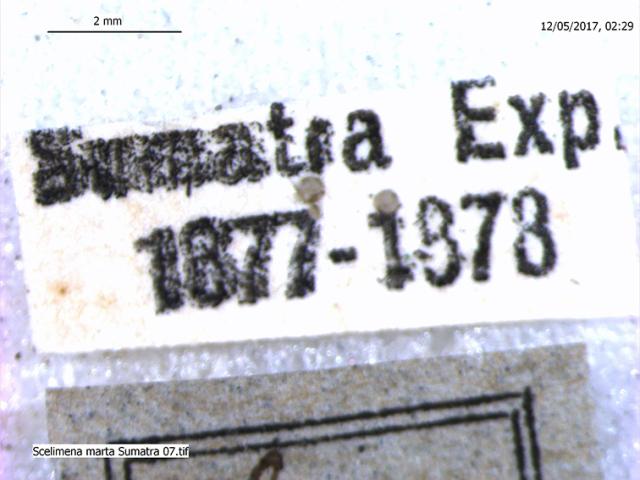 2 mm
12/05/2017, 02:29
Sumatra Exp.
1877-1878
Scelimena marta Sumatra 07.tif